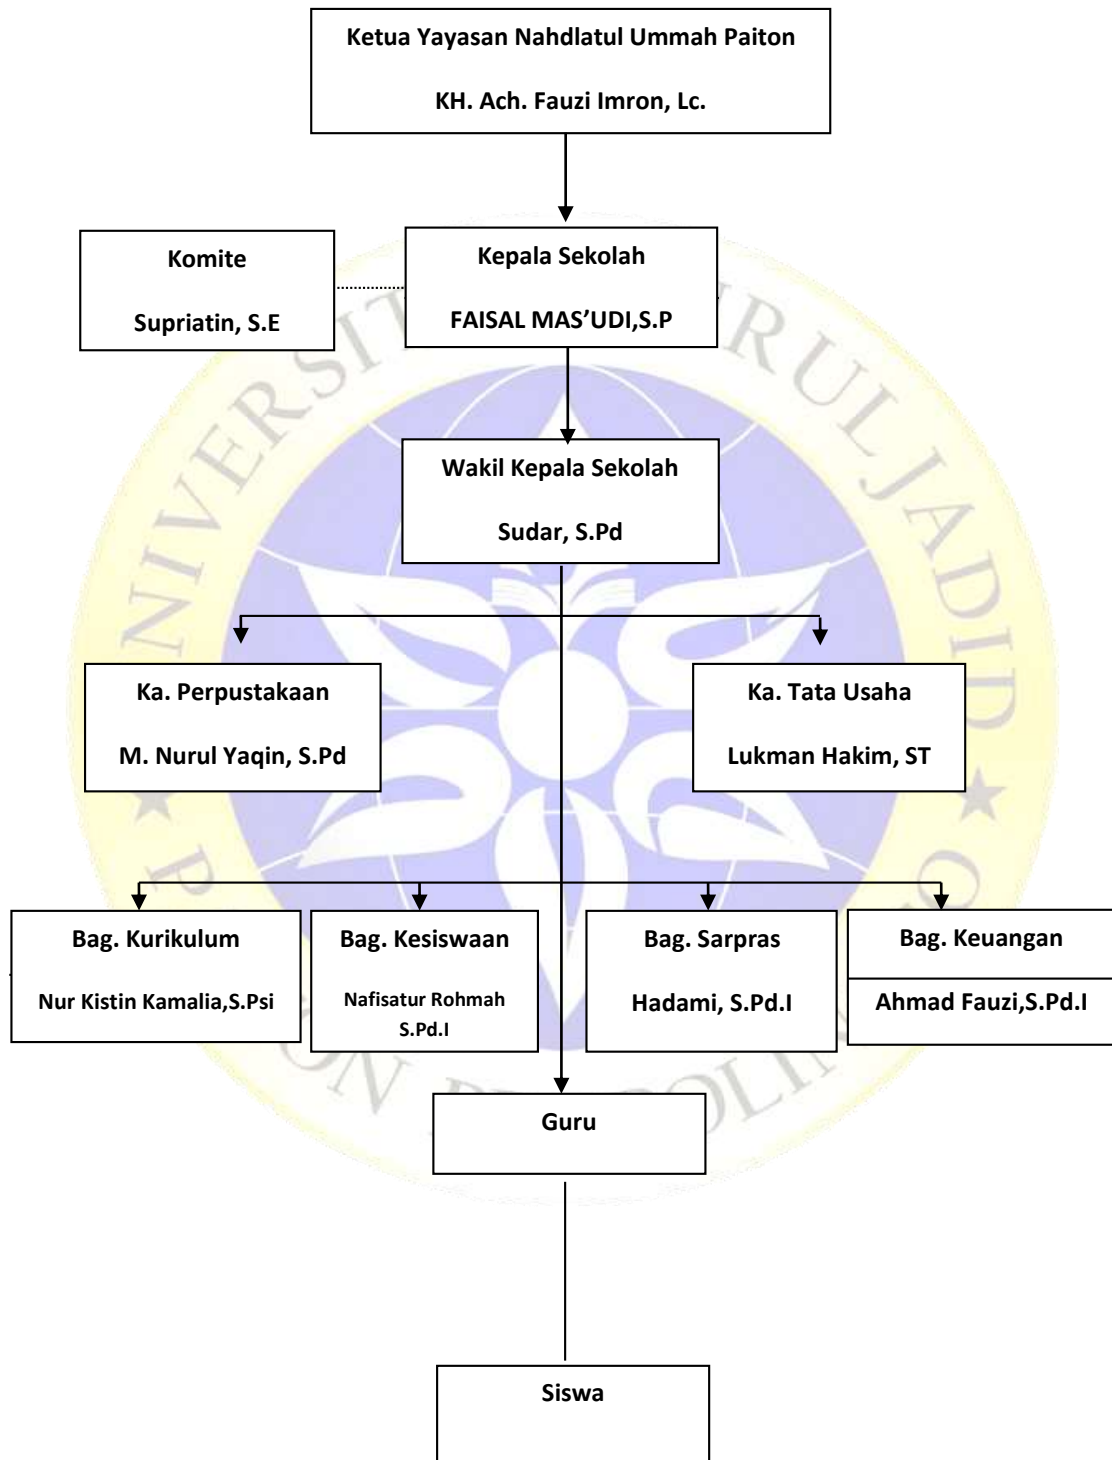 Ketua Yayasan Nahdlatul Ummah Paiton
KH. Ach. Fauzi Imron, Lc.
Komite
Supriatin, S.E
Kepala Sekolah
FAISAL MAS’UDI,S.P
Wakil Kepala Sekolah
Sudar, S.Pd
Ka. Perpustakaan
M. Nurul Yaqin, S.Pd
Ka. Tata Usaha
Lukman Hakim, ST
Bag. Kurikulum
Nur Kistin Kamalia,S.Psi
Bag. Kesiswaan
Nafisatur Rohmah
S.Pd.I
Bag. Sarpras
Hadami, S.Pd.I
Bag. Keuangan
Ahmad Fauzi,S.Pd.I
Guru
Siswa